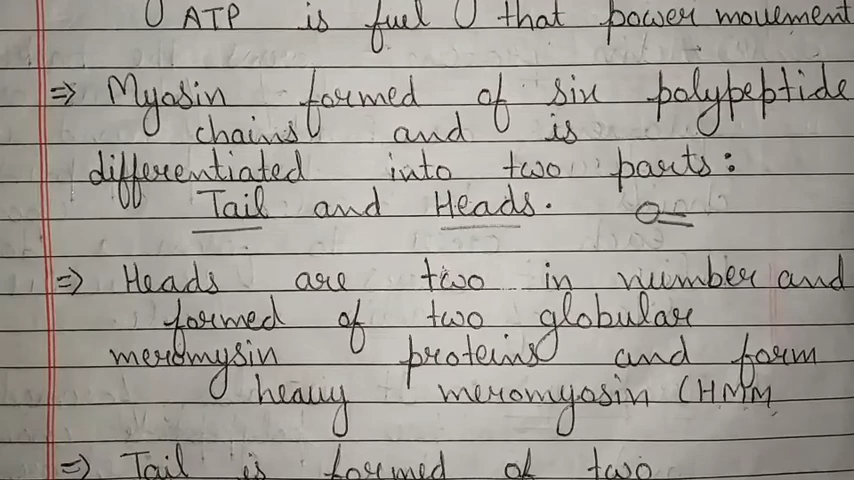 ATP is fuel that power movement
⇒ Myosin formed of six polypeptide
chains and is
differentiated into two parts:
Tail and Heads.
⇒ Heads are two in number and
formed of two globular
meromysin proteins and form
heavy meromyosin (HMM
⇒ Tail is formed of two